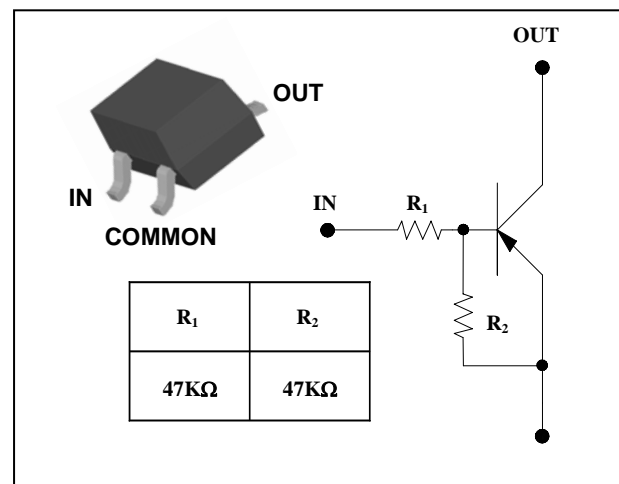 OUT
OUT
IN
COMMON
IN
R₁
R₂
R₁ R₂
47KΩ 47KΩ